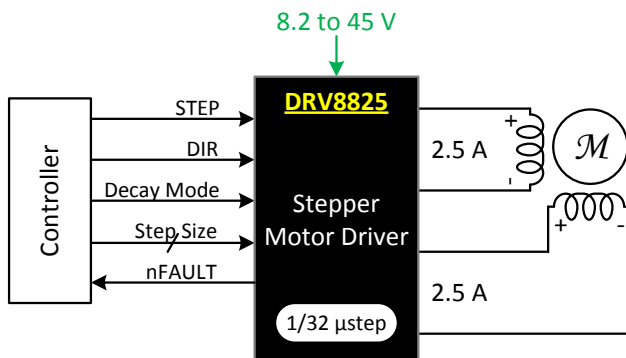 8.2 to 45 V
DRV8825
Controller
STEP
DIR
Decay Mode
Step Size
nFAULT
Stepper
Motor Driver
1/32 µstep
+
2.5 A
-
M
+ -
2.5 A